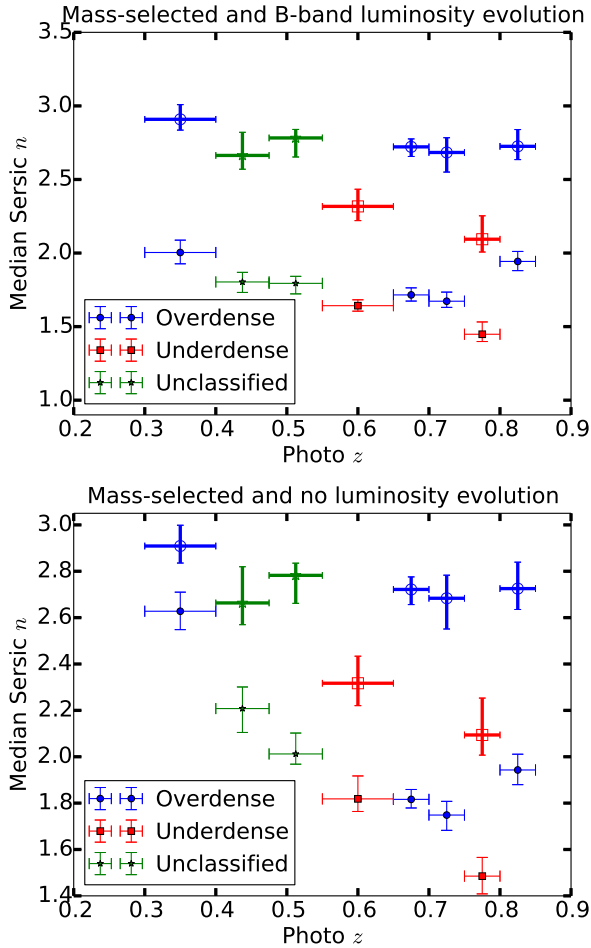 Mass-selected and B-band luminosity evolution
3.5
3.0
2.5
2.0
1.5
1.0
Median Sersic n
Overdense
Underdense
Unclassified
0.2 0.3 0.4 0.5 0.6 0.7 0.8 0.9
Photo z
Mass-selected and no luminosity evolution
3.0
2.8
2.6
2.4
2.2
2.0
1.8
1.6
1.4
Median Sersic n
Overdense
Underdense
Unclassified
0.2 0.3 0.4 0.5 0.6 0.7 0.8 0.9
Photo z